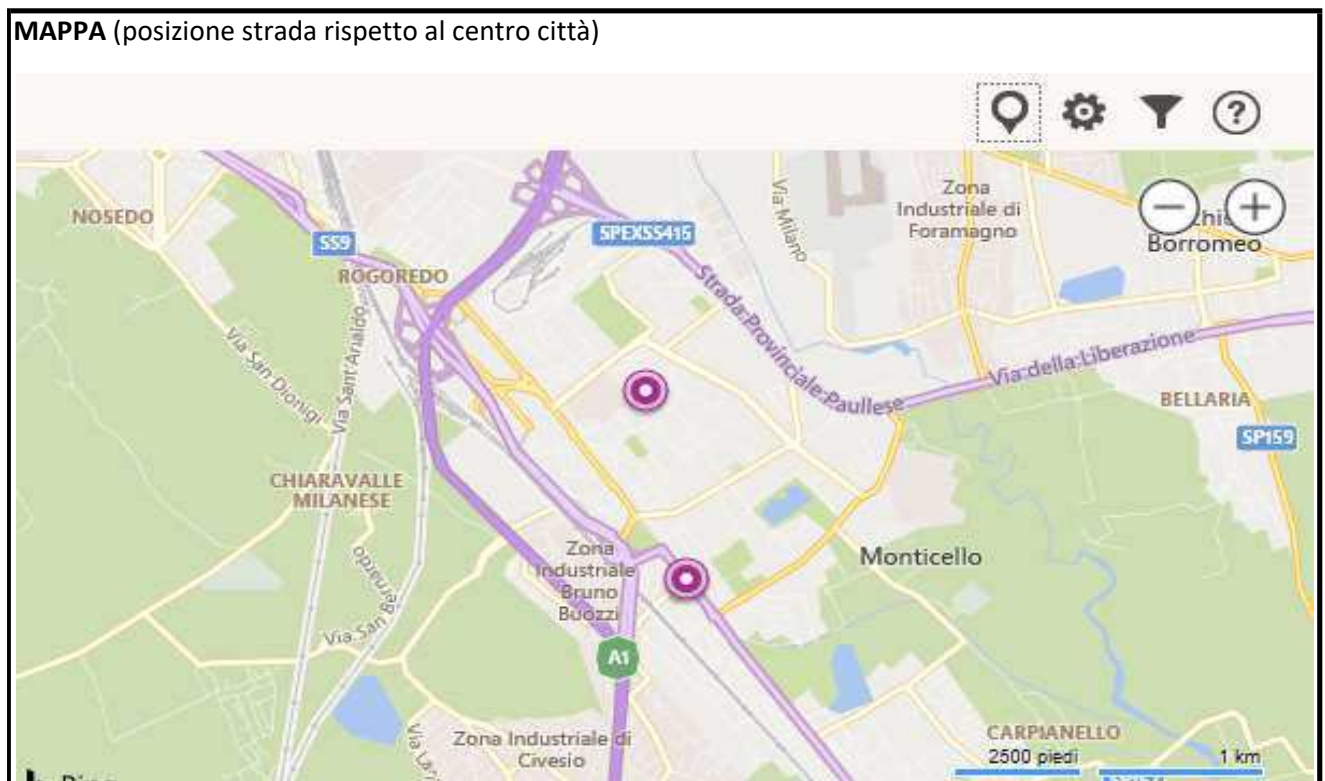 MAPPA (posizione strada rispetto al centro città)
?
NOSEDO
SS9
ROGOREDO
SPEXSS415
Via Milano
Zona
Industriale di
Foramagno
Borromeo
Strada Provinciale Paullese
Via della Liberazione
BELLARIA
SP159
Via San Dionigi
Via Sant'Arialdo
CHIARAVALLE
MILANESE
Zona
Industriale
Bruno
Buozzi
Monticello
Via San Bernardo
A1
Zona Industriale di
Civesio
CARPIANELLO
2500 piedi
1 km